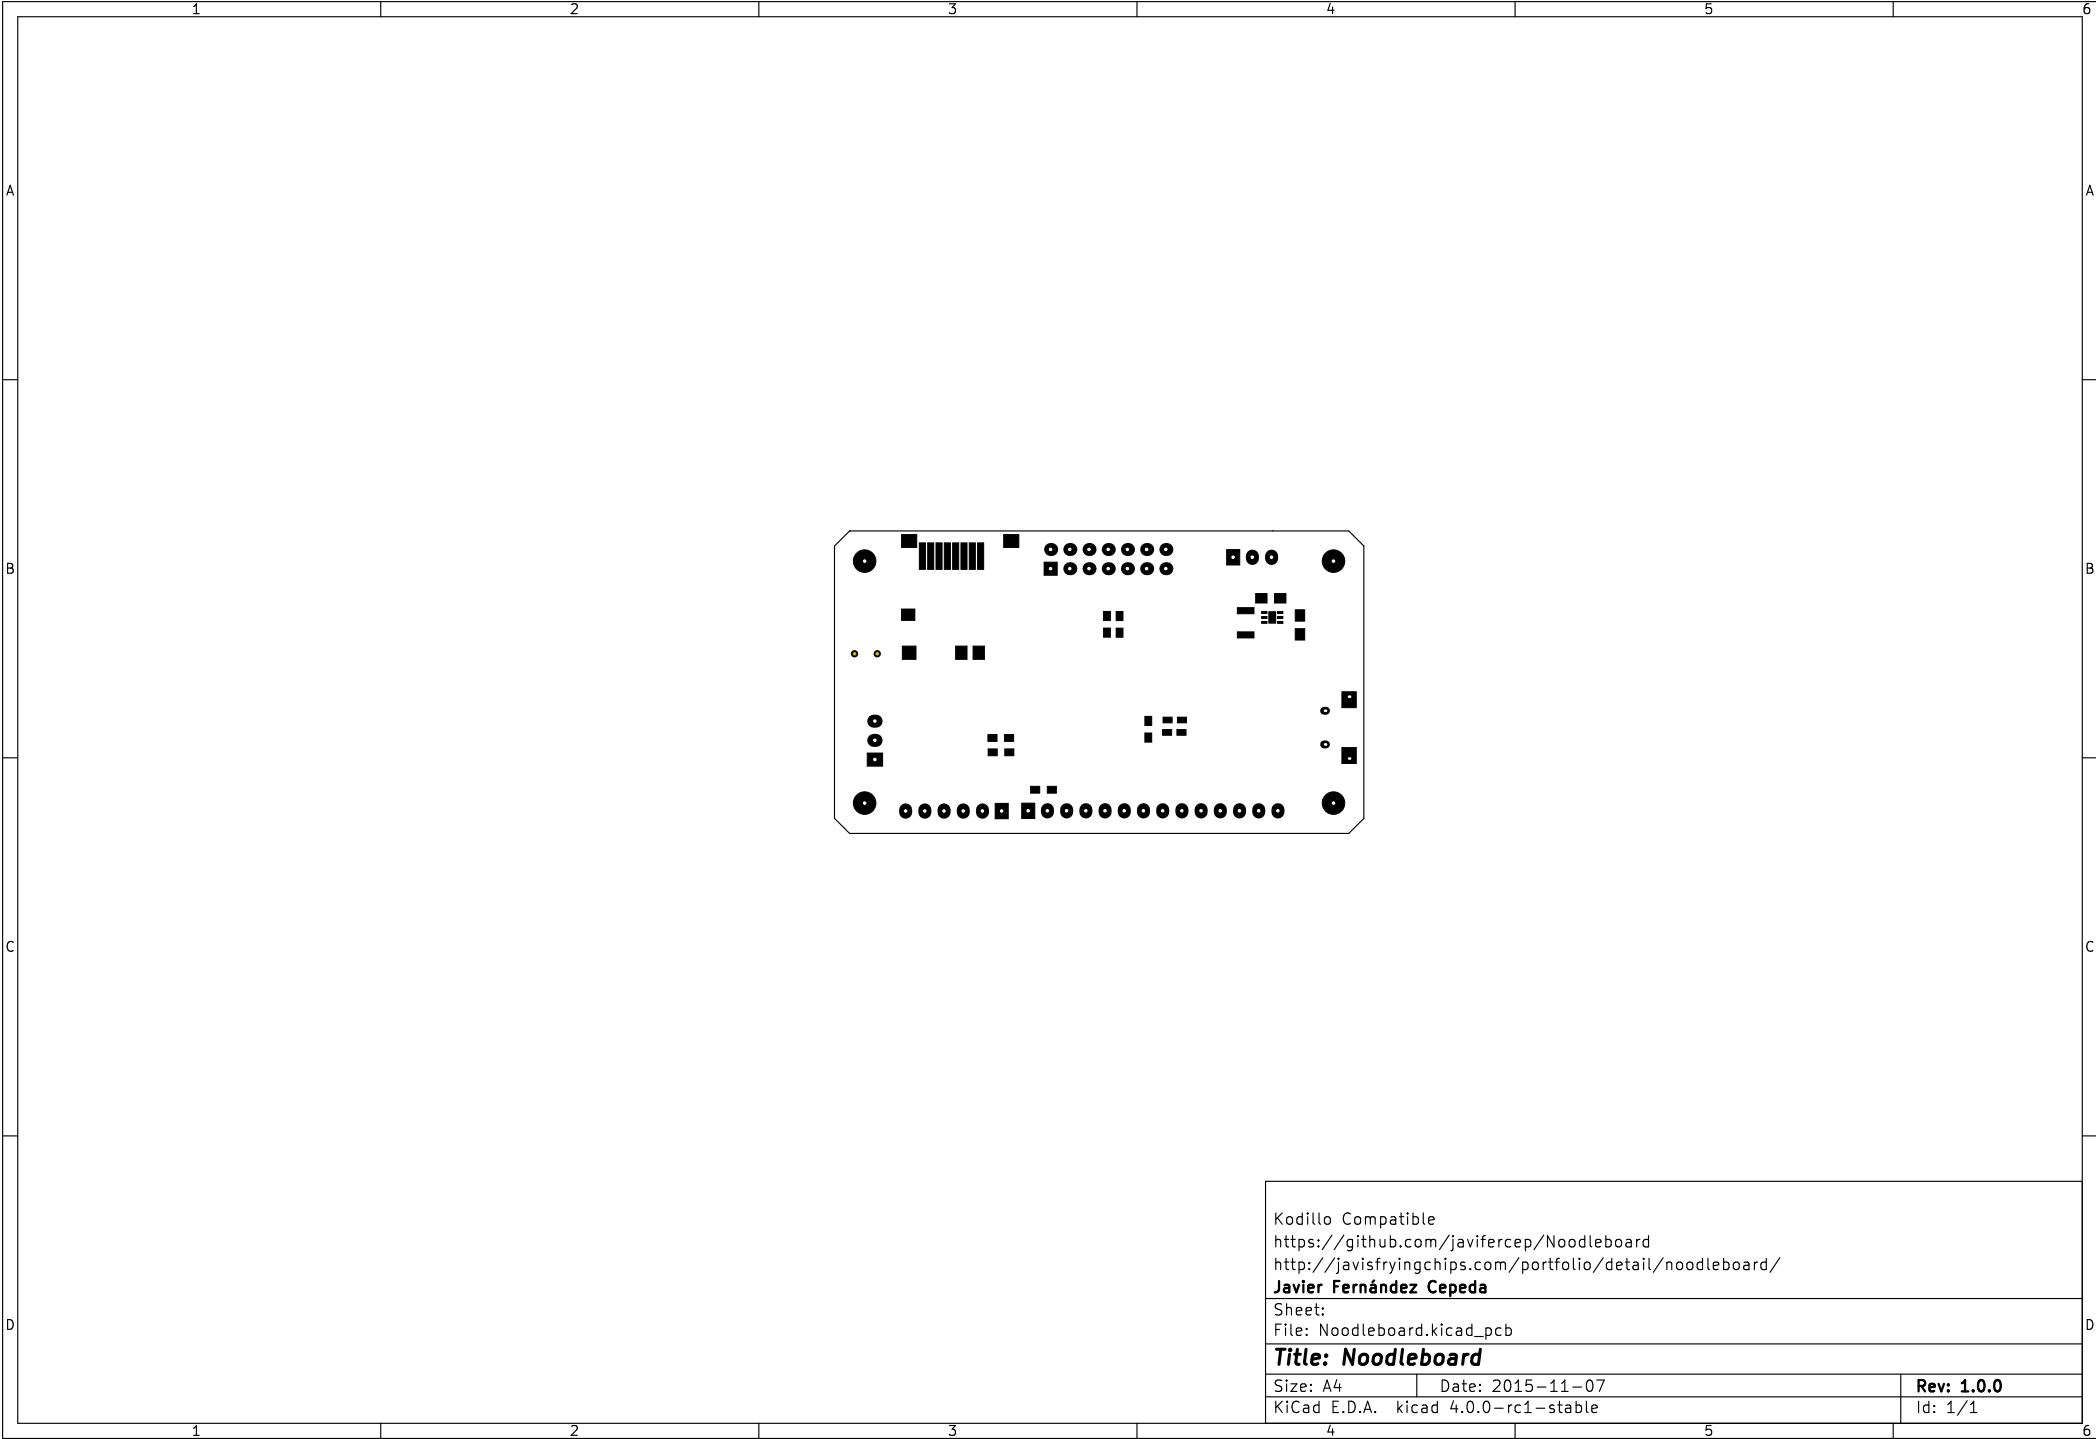 1 2 3 4 5 6
A A
B B
C C
Kodillo Compatible
https://github.com/javifercep/Noodleboard
http://javisfryingchips.com/portfolio/detail/noodleboard/
Javier Fernández Cepeda
Sheet:
File: Noodleboard.kicad_pcb
D D
Title: Noodleboard
Size: A4 Date: 2015-11-07 Rev: 1.0.0
KiCad E.D.A. kicad 4.0.0-rc1-stable Id: 1/1
1 2 3 4 5 6